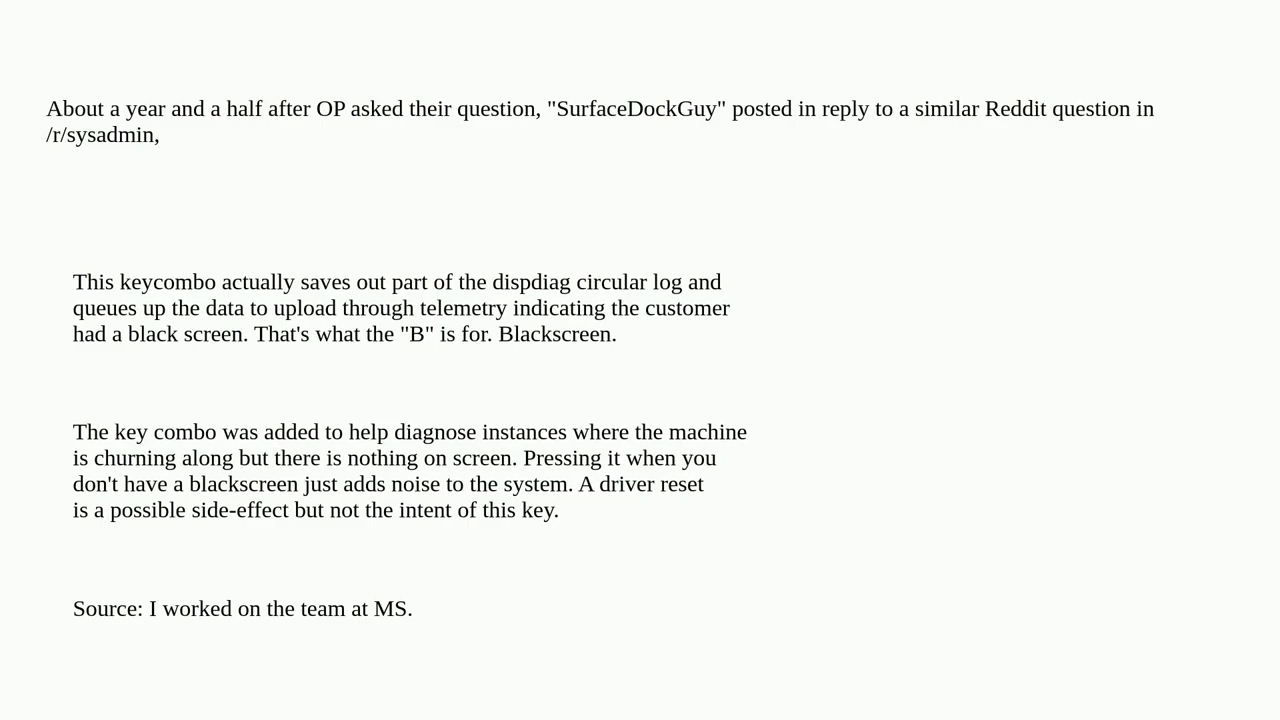 About a year and a half after OP asked their question, "SurfaceDockGuy" posted in reply to a similar Reddit question in
/r/sysadmin,
This keycombo actually saves out part of the dispdiag circular log and
queues up the data to upload through telemetry indicating the customer
had a black screen. That's what the "B" is for. Blackscreen.
The key combo was added to help diagnose instances where the machine
is churning along but there is nothing on screen. Pressing it when you
don't have a blackscreen just adds noise to the system. A driver reset
is a possible side-effect but not the intent of this key.
Source: I worked on the team at MS.